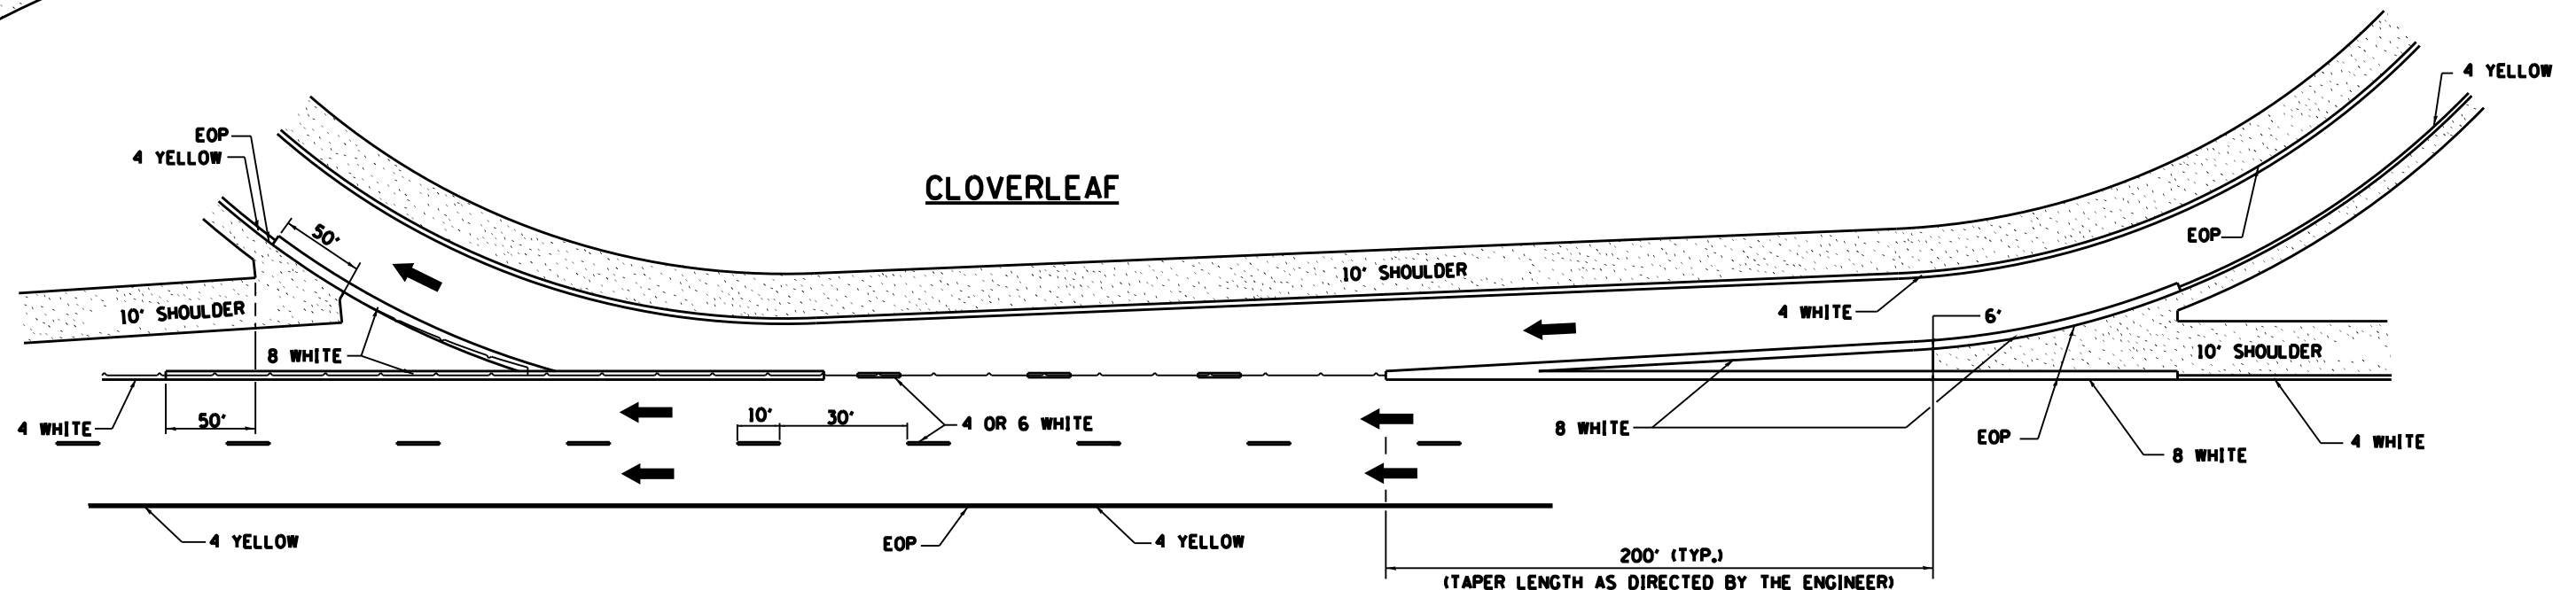 4 YELLOW
EOP
4 YELLOW
CLOVERLEAF
50'
EOP
10' SHOULDER
10' SHOULDER
4 WHITE
6'
10' SHOULDER
8 WHITE
50'
10'
30'
4 OR 6 WHITE
4 WHITE
8 WHITE
EOP
4 WHITE
8 WHITE
4 YELLOW
EOP
4 YELLOW
200' (TYP.)
(TAPER LENGTH AS DIRECTED BY THE ENGINEER)